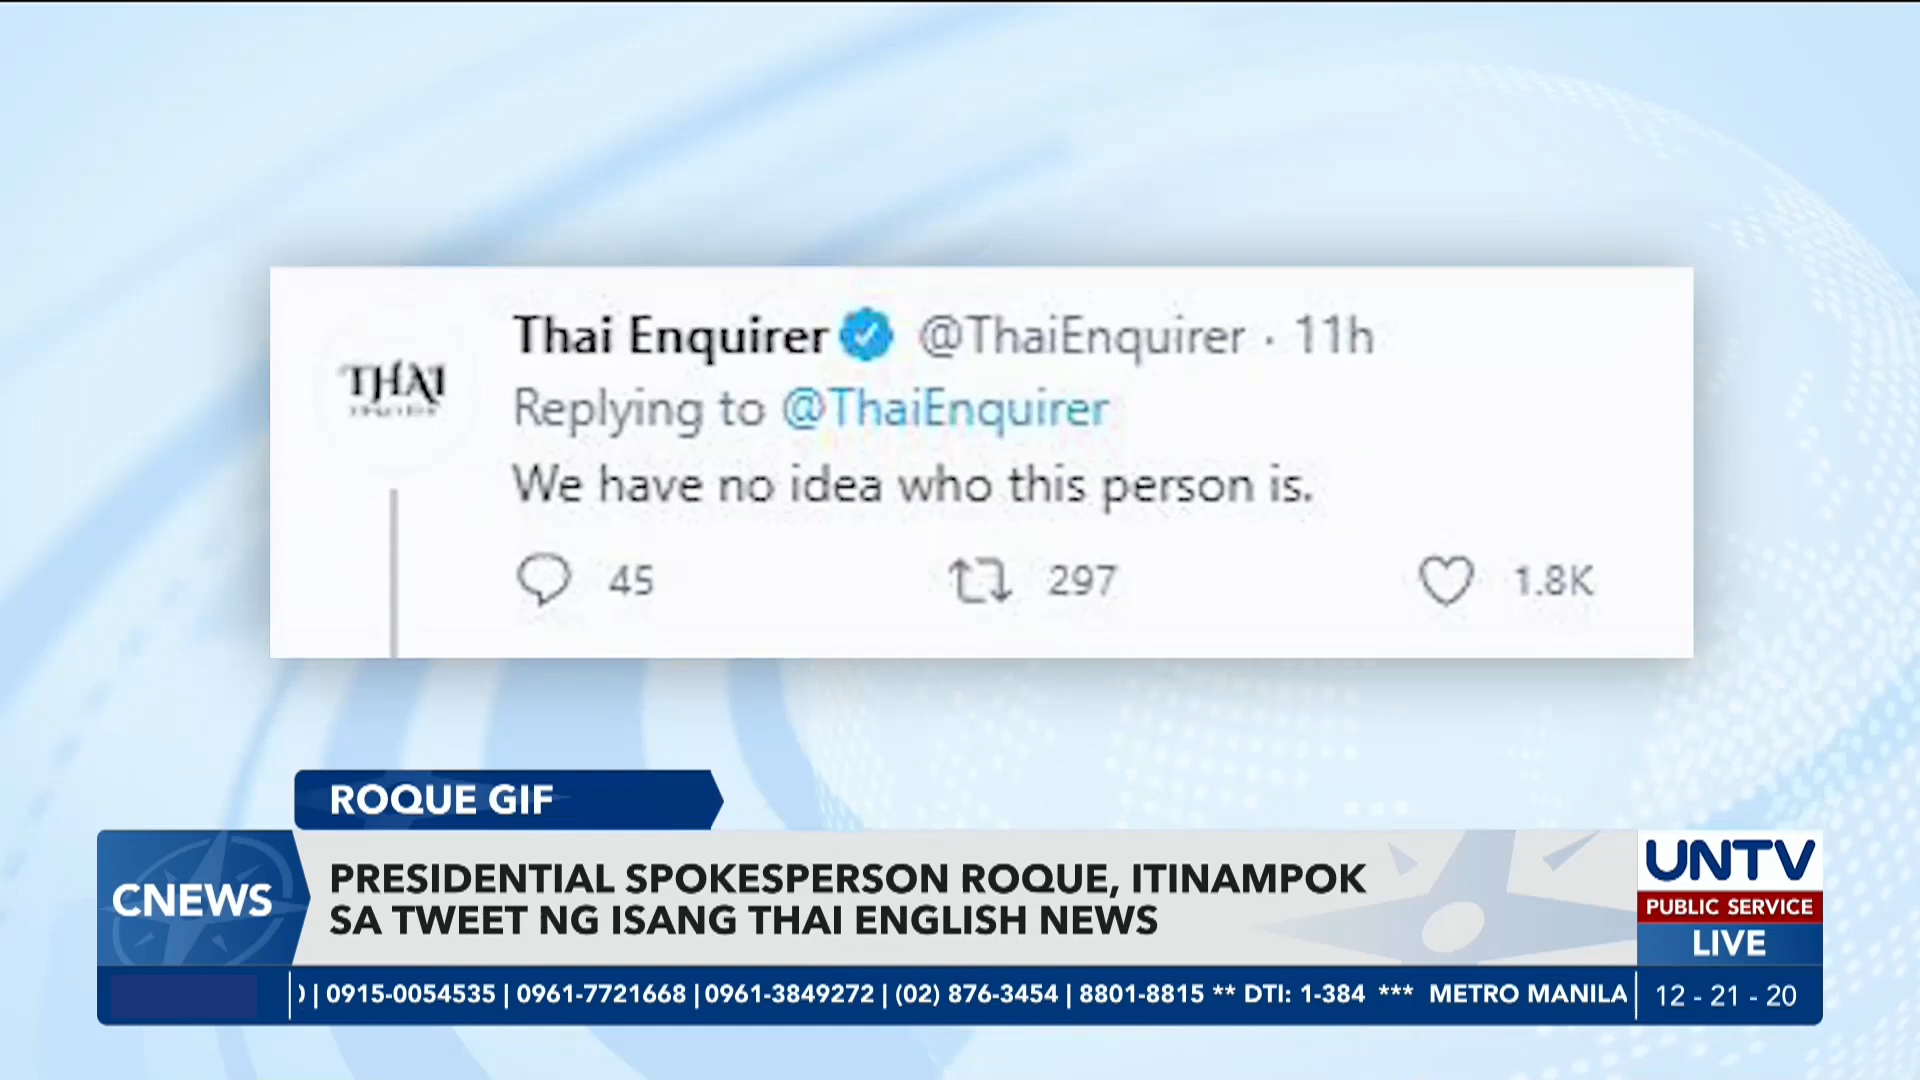 Thai Enquirer @ThaiEnquirer · 11h
THAI
Replying to @ThaiEnquirer
We have no idea who this person is.
45 297 1.8K
ROQUE GIF
CNEWS
PRESIDENTIAL SPOKESPERSON ROQUE, ITINAMPOK
SA TWEET NG ISANG THAI ENGLISH NEWS
UNTV
PUBLIC SERVICE
LIVE
) | 0915-0054535 | 0961-7721668 | 0961-3849272 | (02) 876-3454 | 8801-8815 ** DTI: 1-384 *** METRO MANILA
12 - 21 - 20